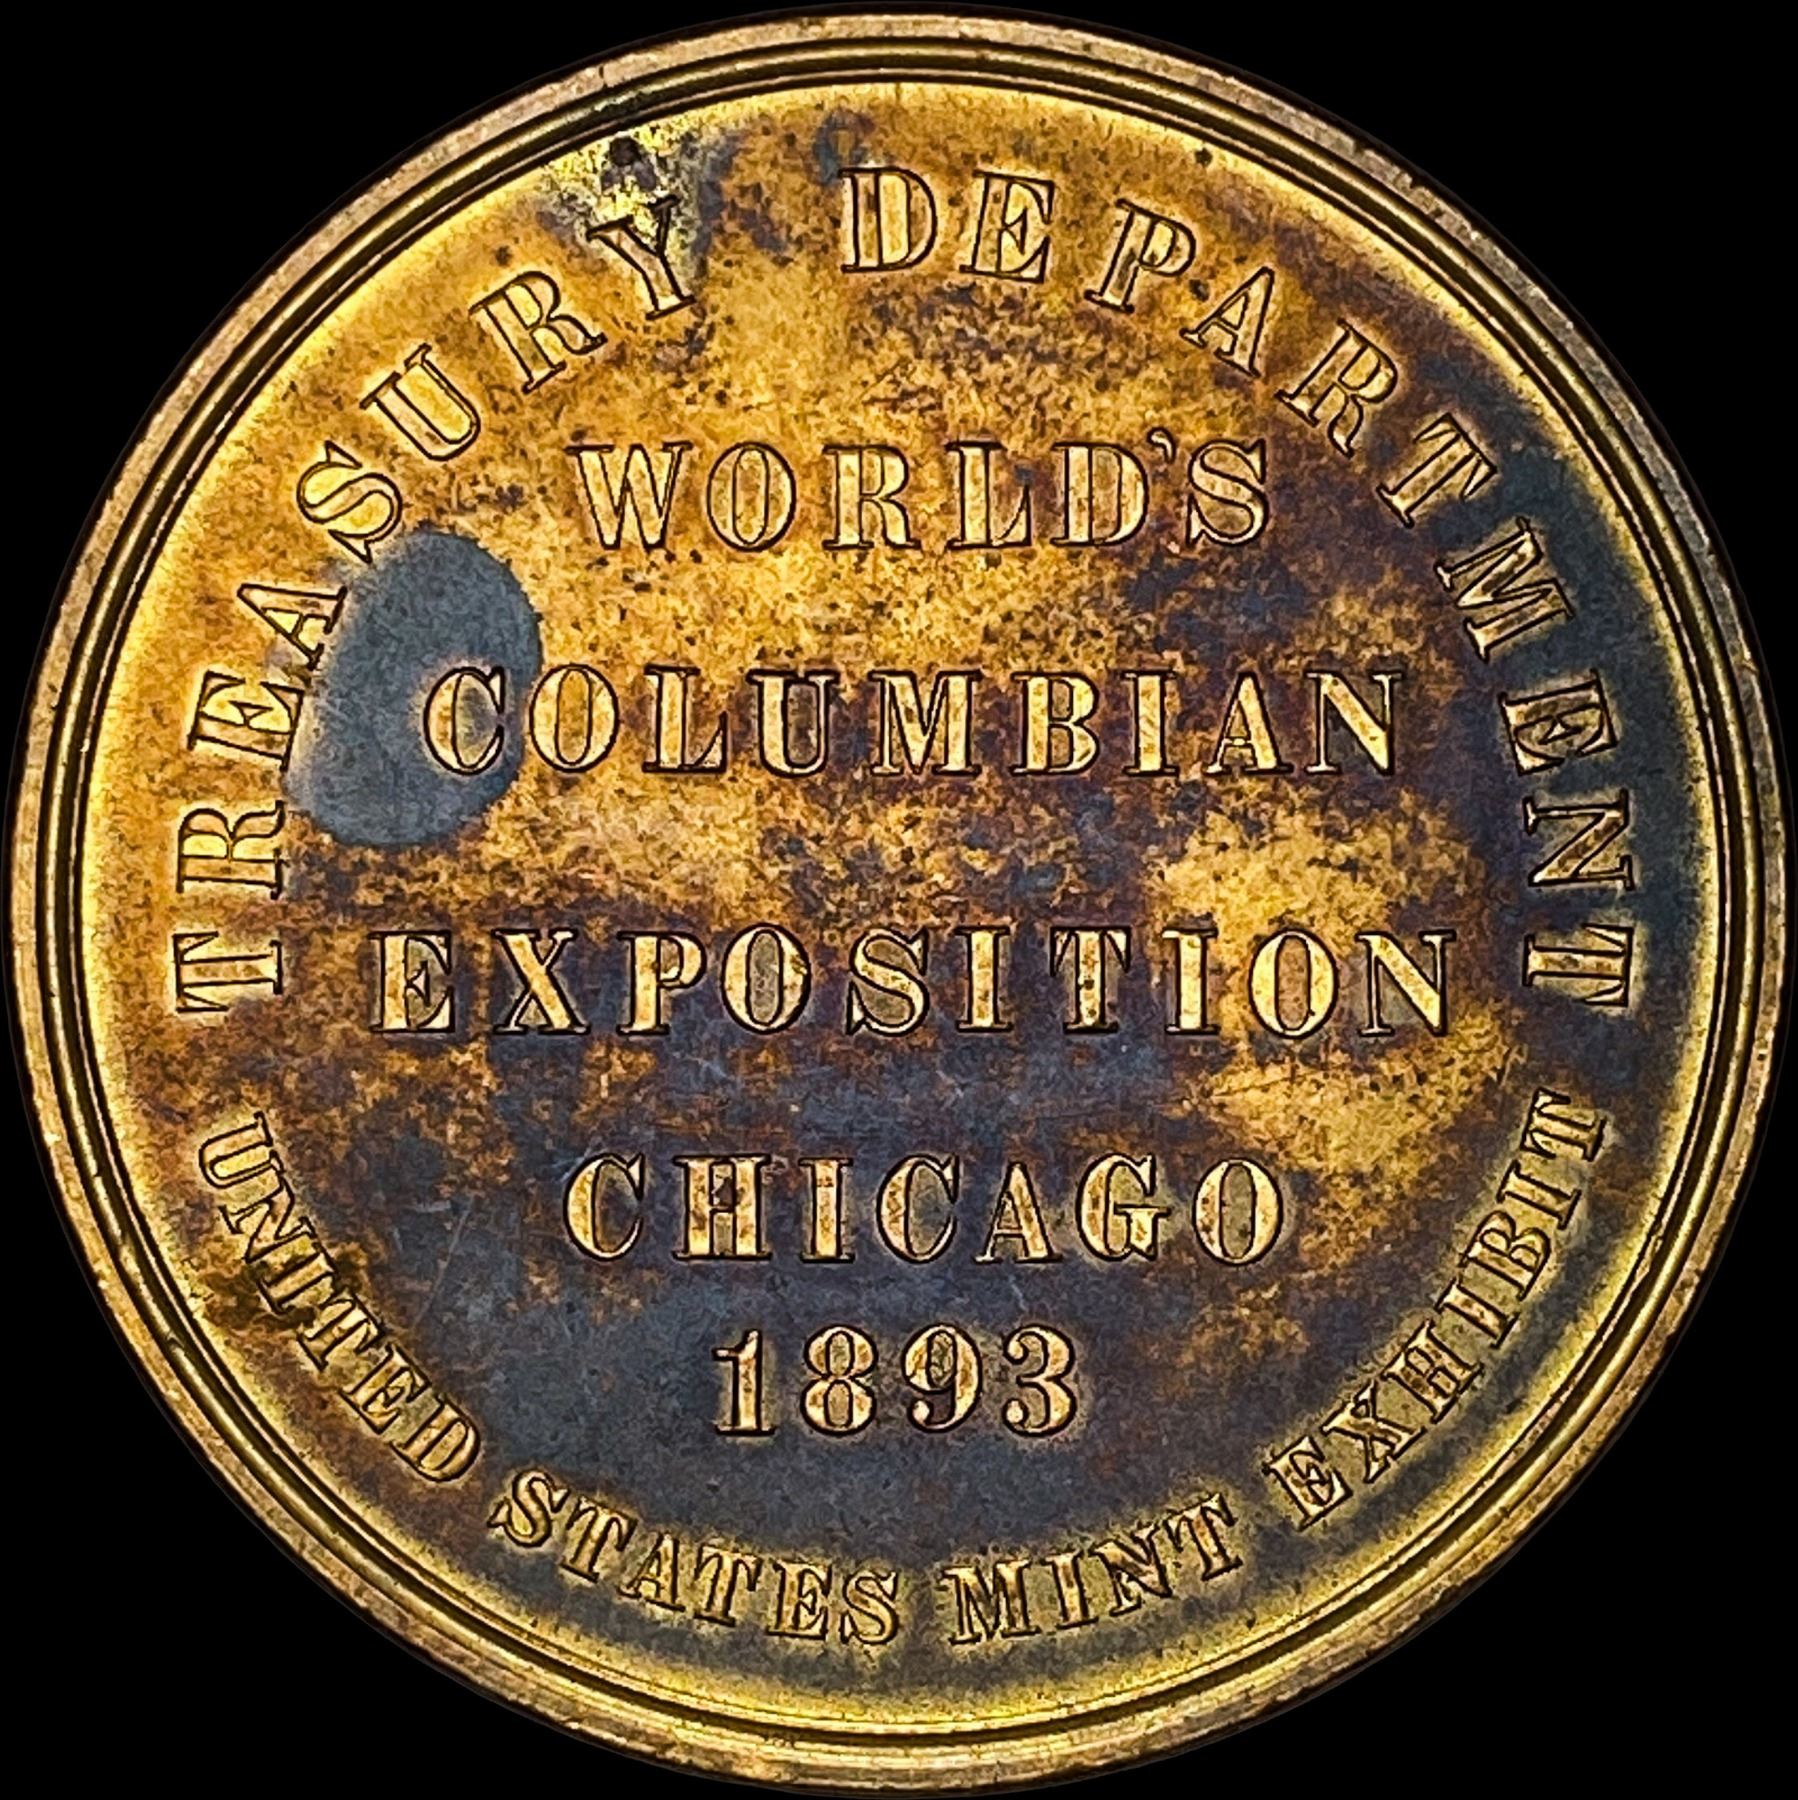 TREASURY DEPARTMENT
WORLD'S
COLUMBIAN
EXPOSITION
CHICAGO
1893
UNITED STATES MINT EXHIBIT